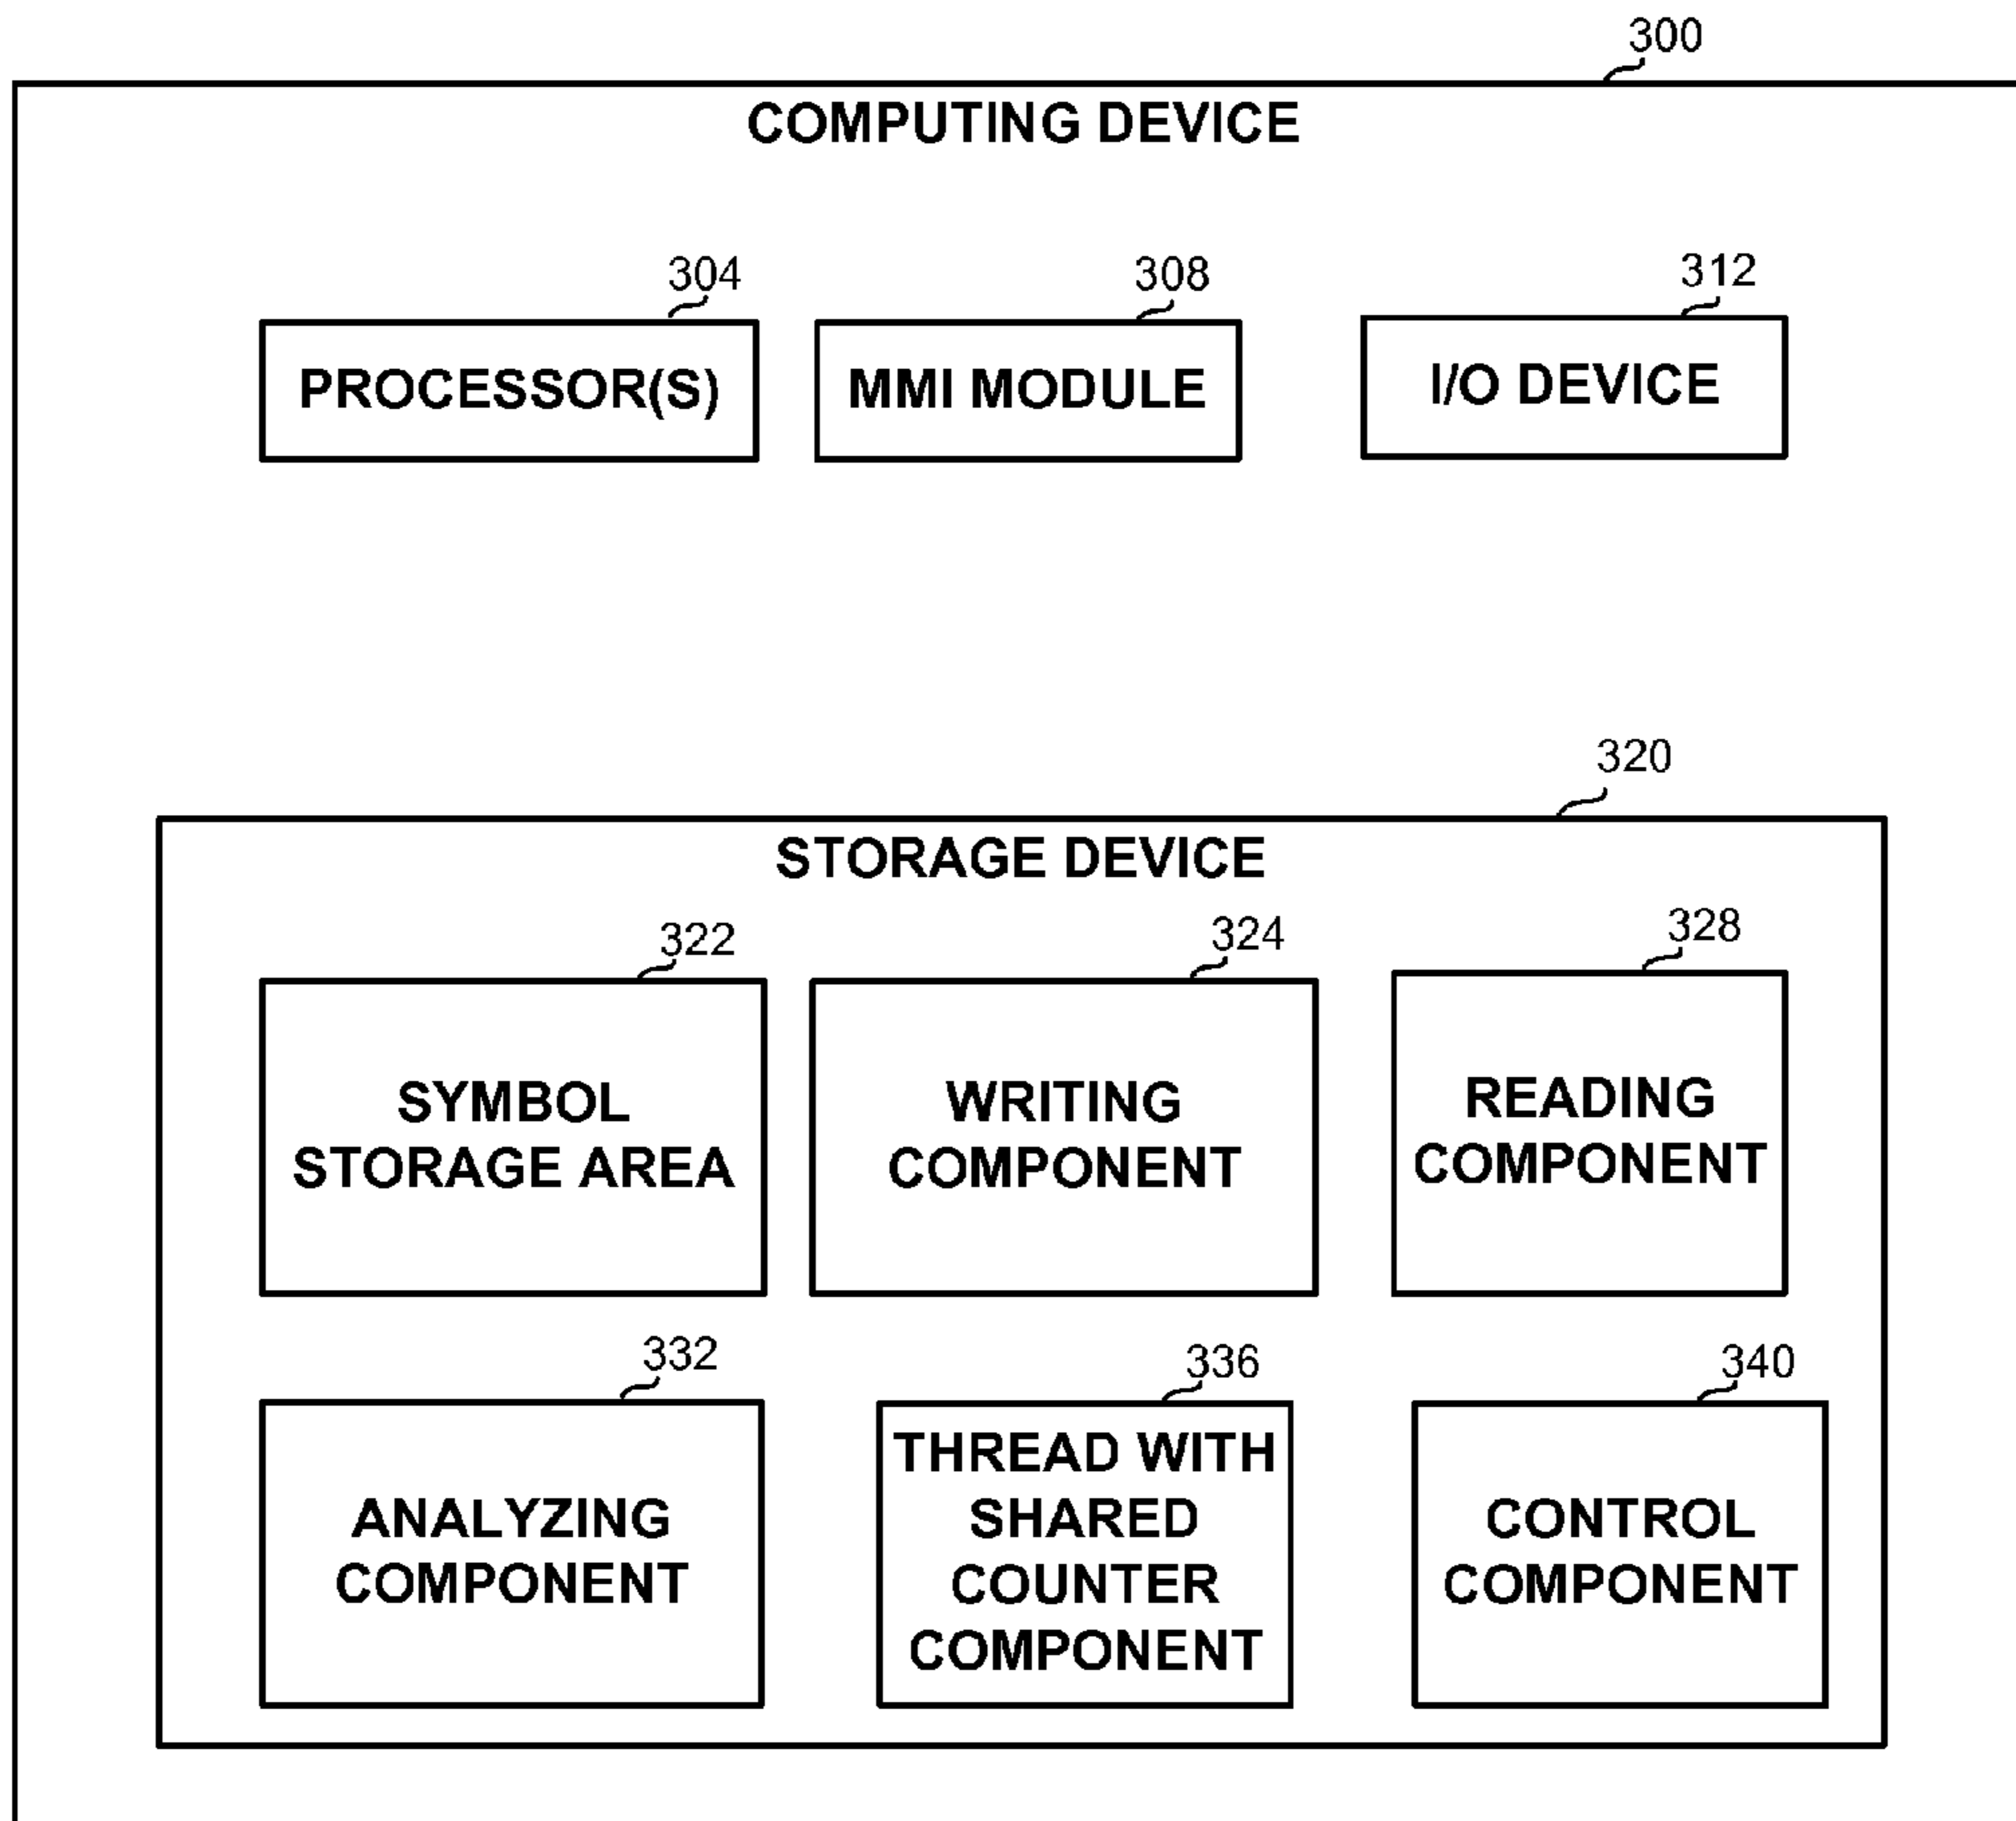 300
COMPUTING DEVICE
304
308
312
PROCESSOR(S)
MMI MODULE
I/O DEVICE
320
STORAGE DEVICE
322
324
328
SYMBOL
STORAGE AREA
WRITING
COMPONENT
READING
COMPONENT
332
336
340
ANALYZING
COMPONENT
THREAD WITH
SHARED
COUNTER
COMPONENT
CONTROL
COMPONENT